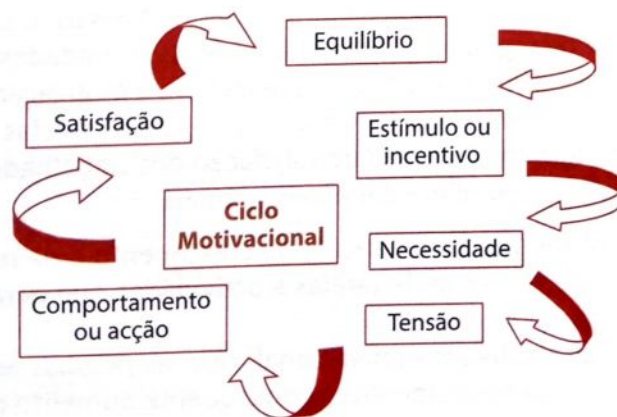 Equilíbrio
Estímulo ou
incentivo
Necessidade
Tensão
Comportamento
ou acção
Satisfação
Ciclo
Motivacional